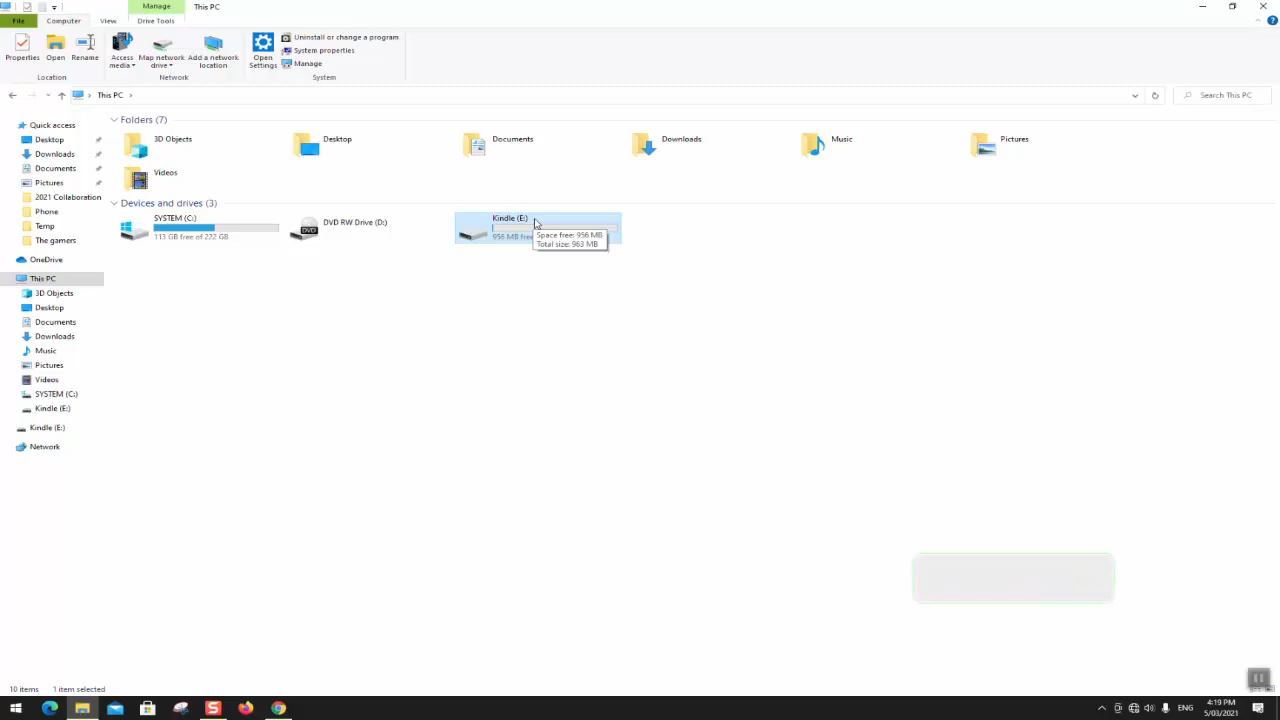 Manage
This PC
File
Computer
View
Drive Tools
Properties
Open
Rename
Access media
Map network drive
Add a network location
Open Settings
Uninstall or change a program
System properties
Manage
Location
Network
System
This PC
Search This PC
Quick access
Desktop
Downloads
Documents
Pictures
2021 Collaboration
Phone
Temp
The gamers
OneDrive
This PC
3D Objects
Desktop
Documents
Downloads
Music
Pictures
Videos
SYSTEM (C:)
Kindle (E:)
Kindle (E:)
Network
Folders (7)
3D Objects
Desktop
Documents
Downloads
Music
Pictures
Videos
Devices and drives (3)
SYSTEM (C:)
113 GB free of 222 GB
DVD RW Drive (D:)
DVD
Kindle (E:)
956 MB free
Space free: 956 MB
Total size: 963 MB
10 items
1 item selected
ENG
4:19 PM
5/03/2021